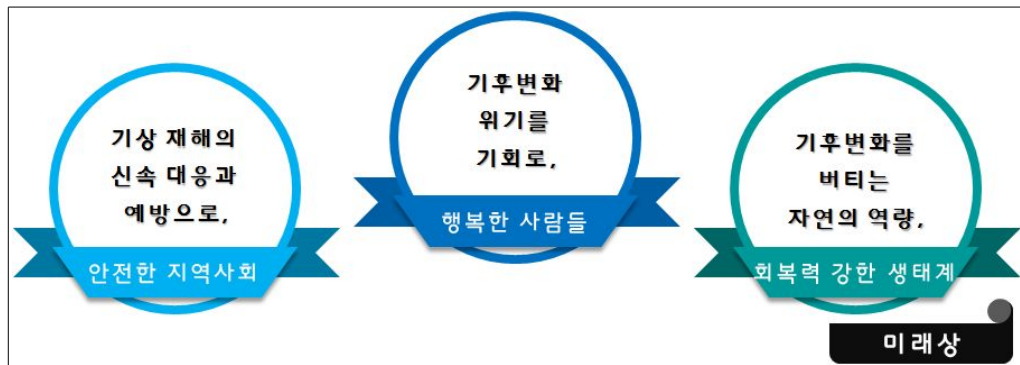 기상 재해의
신속 대응과
예방으로,
안전한 지역사회
기후변화
위기를
기회로,
행복한 사람들
기후변화를
버티는
자연의 역량,
회복력 강한 생태계
미래상